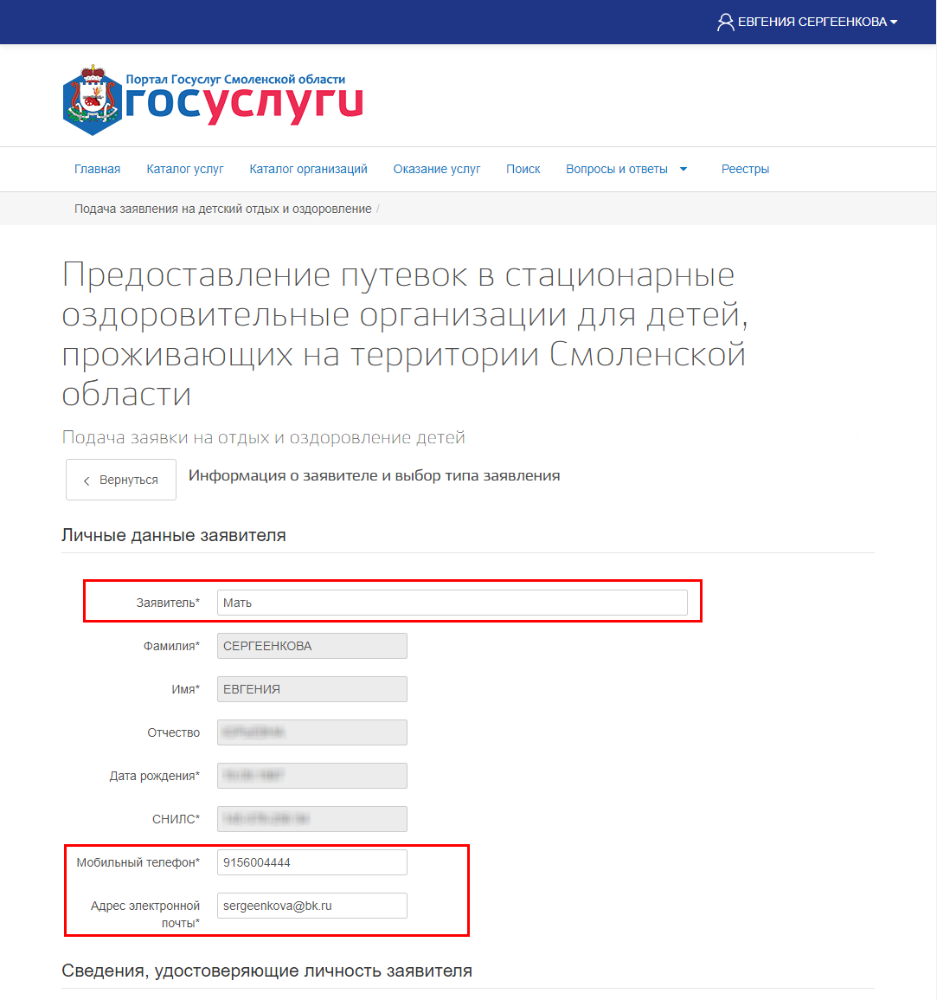 ЕВГЕНИЯ СЕРГЕЕНКОВА
Портал Госуслуг Смоленской области
госуслуги
Главная Каталог услуг Каталог организаций Оказание услуг Поиск Вопросы и ответы Реестры
Подача заявления на детский отдых и оздоровление /
Предоставление путевок в стационарные
оздоровительные организации для детей,
проживающих на территории Смоленской
области
Подача заявки на отдых и оздоровление детей
Вернуться Информация о заявителе и выбор типа заявления
Личные данные заявителя
Заявитель* Мать
Фамилия* СЕРГЕЕНКОВА
Имя* ЕВГЕНИЯ
Отчество
Дата рождения*
СНИЛС*
Мобильный телефон* 9156004444
Адрес электронной sergeenkova@bk.ru
почты*
Сведения, удостоверяющие личность заявителя